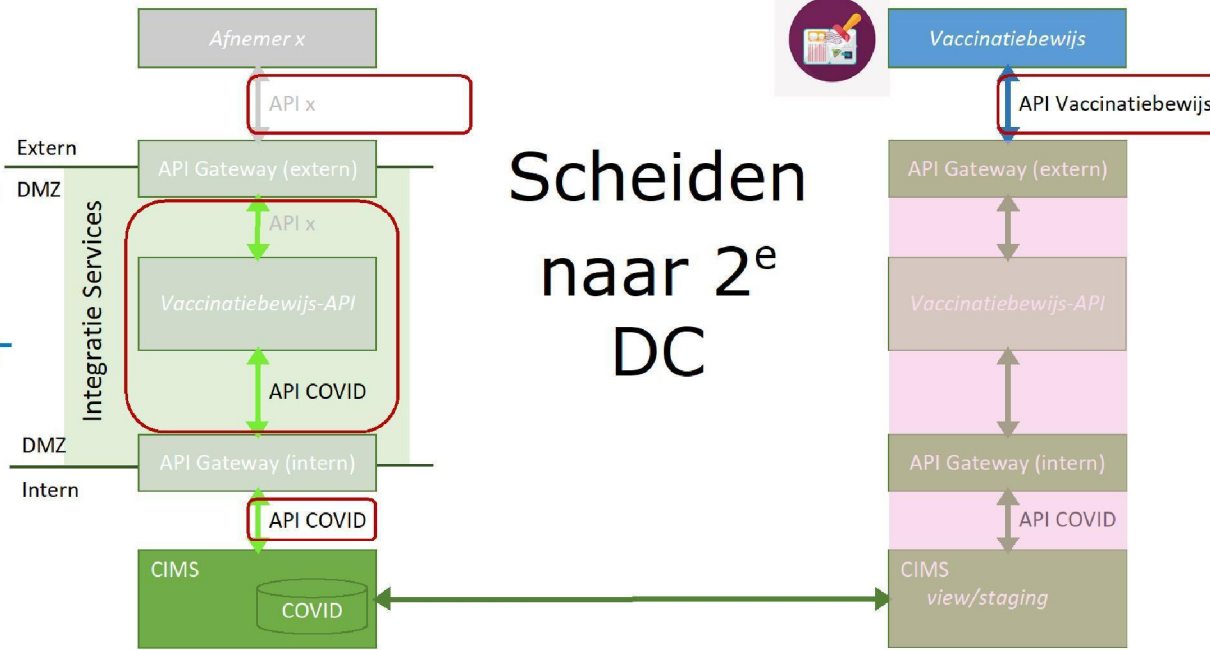 Afnemer x
API x
Extern
API Gateway (extern)
DMZ
API x
Integratie Services
Vaccinatiebewijs-API
API COVID
DMZ
API Gateway (intern)
Intern
API COVID
CIMS
COVID
Scheiden
naar 2e
DC
Vaccinatiebewijs
API Vaccinatiebewijs
API Gateway (extern)
Vaccinatiebewijs-API
API Gateway (intern)
API COVID
CIMS
view/staging